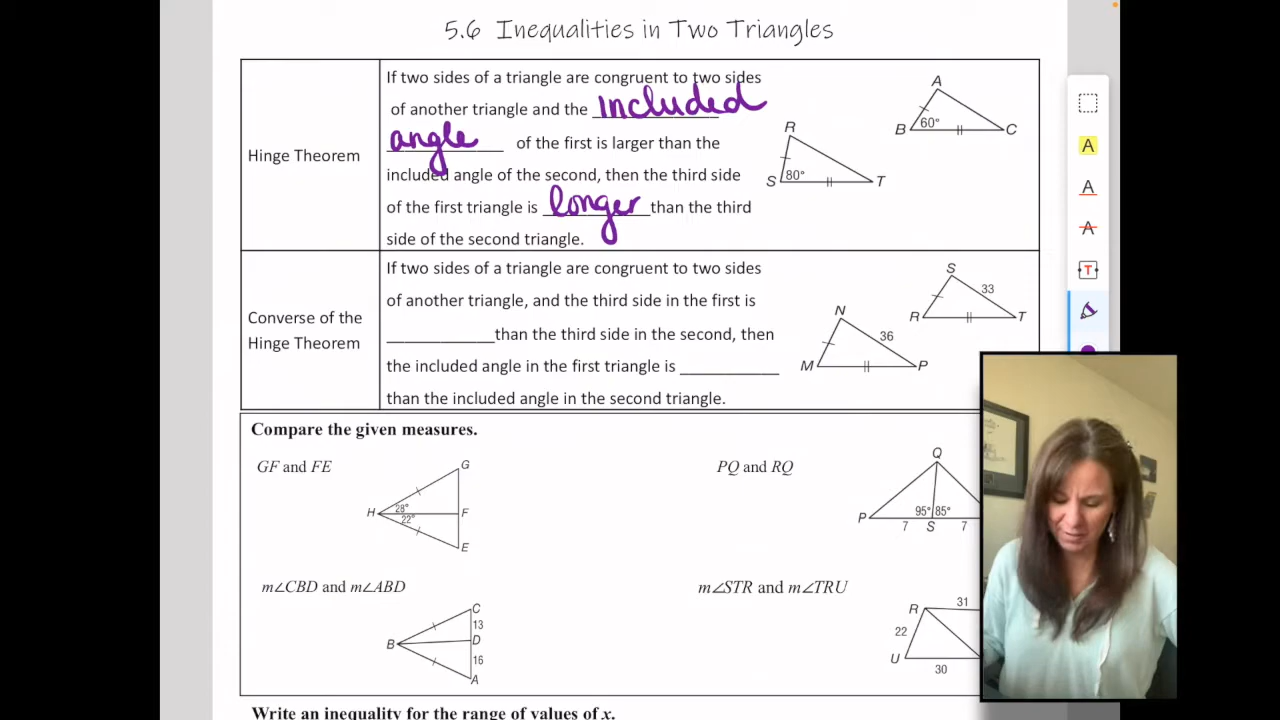 5.6 Inequalities in Two Triangles
Hinge Theorem
If two sides of a triangle are congruent to two sides
of another triangle and the included
angle of the first is larger than the
included angle of the second, then the third side
of the first triangle is longer than the third
side of the second triangle.
A
B 60° C
R
S 80° T
Converse of the
Hinge Theorem
If two sides of a triangle are congruent to two sides
of another triangle, and the third side in the first is
___________than the third side in the second, then
the included angle in the first triangle is __________
than the included angle in the second triangle.
S
33
R T
N
36
M P
Compare the given measures.
GF and FE
G
H 28° F
22°
E
PQ and RQ
Q
P 95° 85°
7 S 7
m∠CBD and m∠ABD
C
13
B D
16
A
m∠STR and m∠TRU
R 31
22
U
30
Write an inequality for the range of values of x.
A
A
A
T